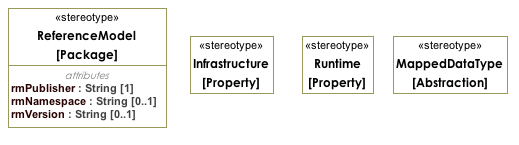 «stereotype»
ReferenceModel
[Package]
attributes
rmPublisher : String [1]
rmNamespace : String [0..1]
rmVersion : String [0..1]
«stereotype»
Infrastructure
[Property]
«stereotype»
Runtime
[Property]
«stereotype»
MappedDataType
[Abstraction]